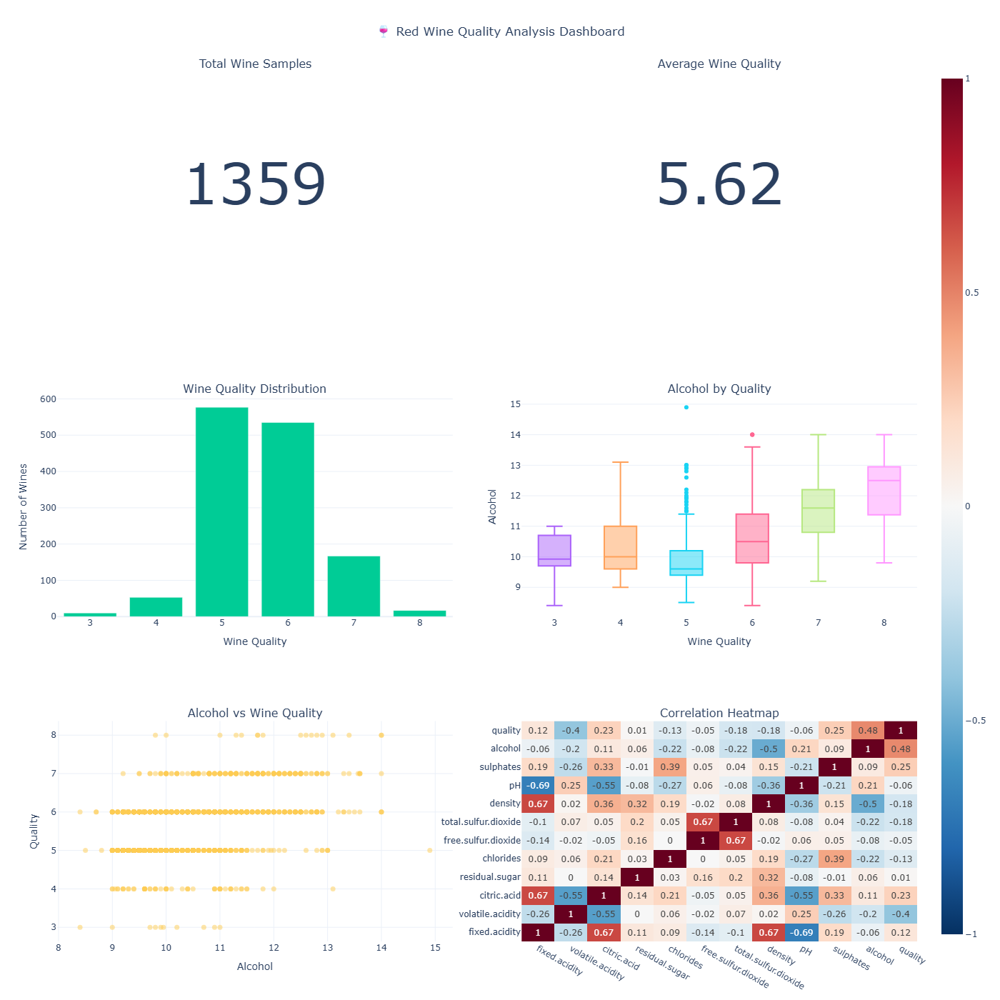 🍷 Red Wine Quality Analysis Dashboard
Total Wine Samples
Average Wine Quality
1359
5.62
1
0.5
0
−0.5
−1
Wine Quality Distribution
Number of Wines
600
500
400
300
200
100
0
3 4 5 6 7 8
Wine Quality
Alcohol by Quality
Alcohol
15
14
13
12
11
10
9
3 4 5 6 7 8
Wine Quality
Alcohol vs Wine Quality
Quality
8
7
6
5
4
3
8 9 10 11 12 13 14 15
Alcohol
Correlation Heatmap
quality 0.12 -0.4 0.23 0.01 -0.13 -0.05 -0.18 -0.18 -0.06 0.25 0.48 1
alcohol -0.06 -0.2 0.11 0.06 -0.22 -0.08 -0.22 -0.5 0.21 0.09 1 0.48
sulphates 0.19 -0.26 0.33 -0.01 0.39 0.05 0.04 0.15 -0.21 1 0.09 0.25
pH -0.69 0.25 -0.55 -0.08 -0.27 0.06 -0.08 -0.36 1 -0.21 0.21 -0.06
density 0.67 0.02 0.36 0.32 0.19 -0.02 0.08 1 -0.36 0.15 -0.5 -0.18
total.sulfur.dioxide -0.1 0.07 0.05 0.2 0.05 0.67 1 0.08 -0.08 0.04 -0.22 -0.18
free.sulfur.dioxide -0.14 -0.02 -0.05 0.16 0 1 0.67 -0.02 0.06 0.05 -0.08 -0.05
chlorides 0.09 0.06 0.21 0.03 1 0 0.05 0.19 -0.27 0.39 -0.22 -0.13
residual.sugar 0.11 0 0.14 1 0.03 0.16 0.2 0.32 -0.08 -0.01 0.06 0.01
citric.acid 0.67 -0.55 1 0.14 0.21 -0.05 0.05 0.36 -0.55 0.33 0.11 0.23
volatile.acidity -0.26 1 -0.55 0 0.06 -0.02 0.07 0.02 0.25 -0.26 -0.2 -0.4
fixed.acidity 1 -0.26 0.67 0.11 0.09 -0.14 -0.1 0.67 -0.69 0.19 -0.06 0.12
fixed.acidity volatile.acidity citric.acid residual.sugar chlorides free.sulfur.dioxide total.sulfur.dioxide density pH sulphates alcohol quality